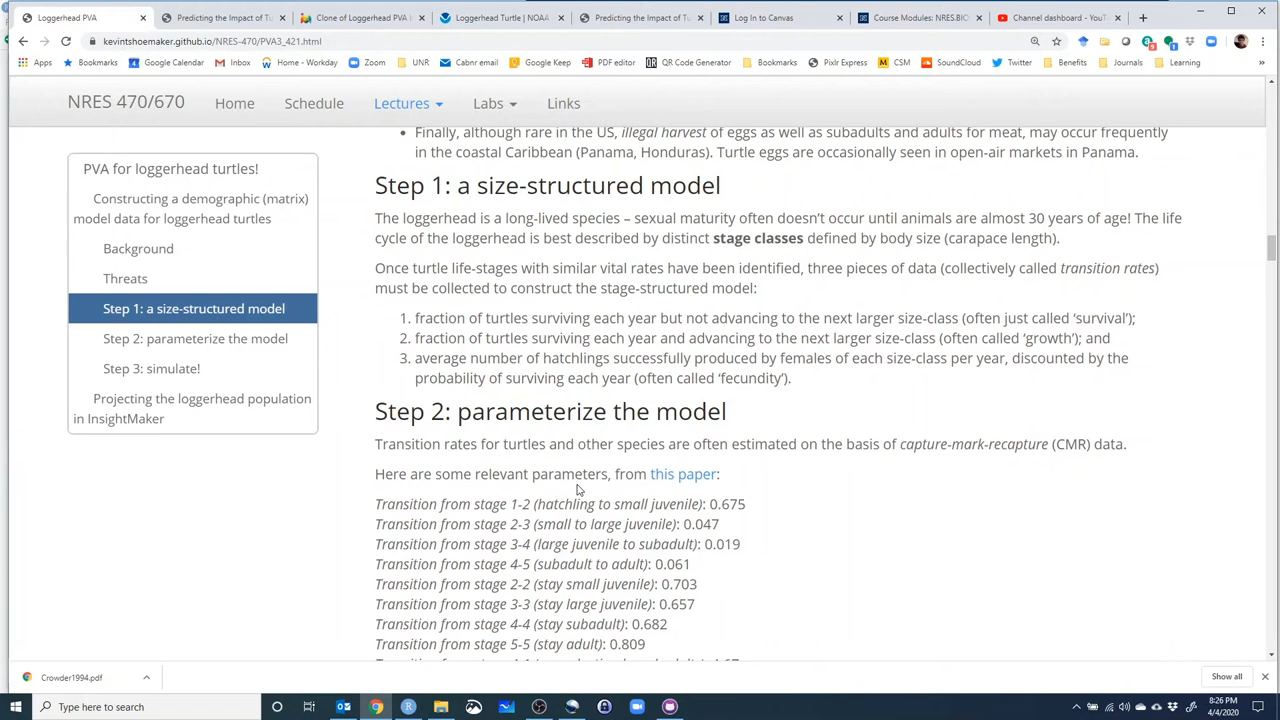 Loggerhead PVA
Predicting the Impact of Tu
Clone of Loggerhead PVA i
Loggerhead Turtle | NOAA
Predicting the Impact of Tu
Log In to Canvas
Course Modules: NRES.BIO
Channel dashboard - YouT
kevintshoemaker.github.io/NRES-470/PVA3_421.html
Apps
Bookmarks
Google Calendar
Inbox
Home - Workday
Zoom
UNR
Cabnr email
Google Keep
PDF editor
QR Code Generator
Bookmarks
Pixlr Express
CSM
SoundCloud
Twitter
Benefits
Journals
Learning
NRES 470/670
Home
Schedule
Lectures
Labs
Links
PVA for loggerhead turtles!
Constructing a demographic (matrix)
model data for loggerhead turtles
Background
Threats
Step 1: a size-structured model
Step 2: parameterize the model
Step 3: simulate!
Projecting the loggerhead population
in InsightMaker
• Finally, although rare in the US, illegal harvest of eggs as well as subadults and adults for meat, may occur frequently
in the coastal Caribbean (Panama, Honduras). Turtle eggs are occasionally seen in open-air markets in Panama.
Step 1: a size-structured model
The loggerhead is a long-lived species – sexual maturity often doesn't occur until animals are almost 30 years of age! The life
cycle of the loggerhead is best described by distinct stage classes defined by body size (carapace length).
Once turtle life-stages with similar vital rates have been identified, three pieces of data (collectively called transition rates)
must be collected to construct the stage-structured model:
1. fraction of turtles surviving each year but not advancing to the next larger size-class (often just called 'survival');
2. fraction of turtles surviving each year and advancing to the next larger size-class (often called 'growth'); and
3. average number of hatchlings successfully produced by females of each size-class per year, discounted by the
probability of surviving each year (often called 'fecundity').
Step 2: parameterize the model
Transition rates for turtles and other species are often estimated on the basis of capture-mark-recapture (CMR) data.
Here are some relevant parameters, from this paper:
Transition from stage 1-2 (hatchling to small juvenile): 0.675
Transition from stage 2-3 (small to large juvenile): 0.047
Transition from stage 3-4 (large juvenile to subadult): 0.019
Transition from stage 4-5 (subadult to adult): 0.061
Transition from stage 2-2 (stay small juvenile): 0.703
Transition from stage 3-3 (stay large juvenile): 0.657
Transition from stage 4-4 (stay subadult): 0.682
Transition from stage 5-5 (stay adult): 0.809
Crowder1994.pdf
Show all
Type here to search
8:26 PM
4/4/2020